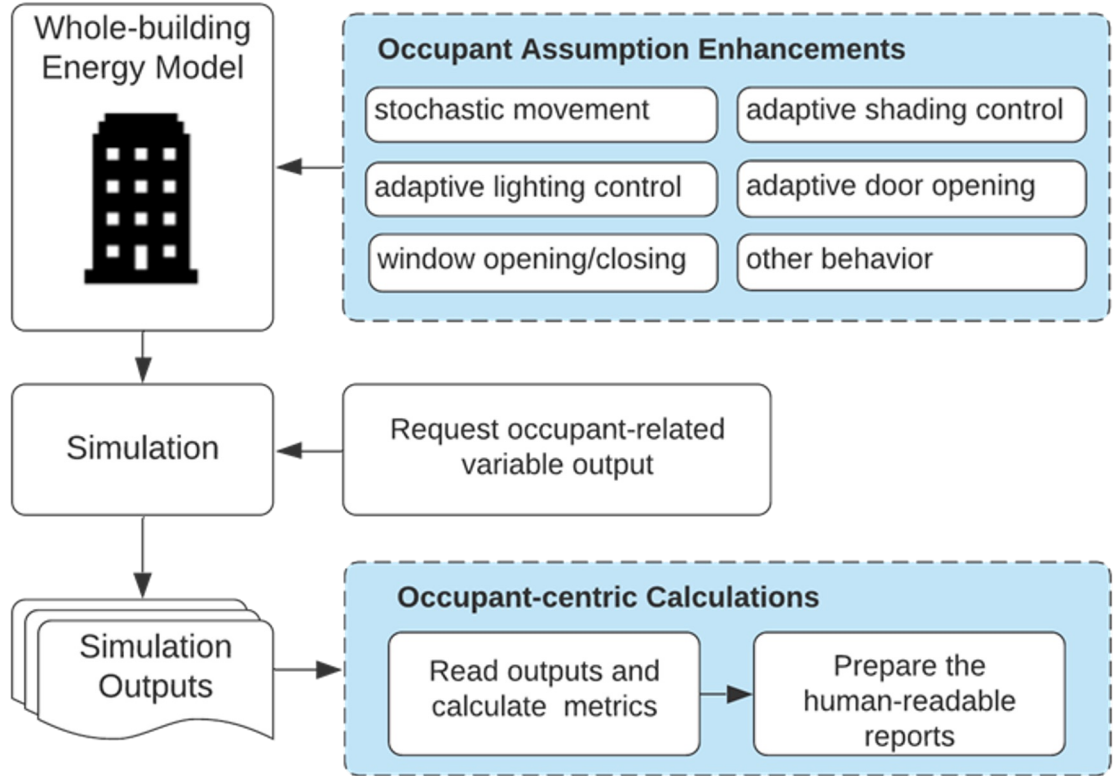 Whole-building
Energy Model
Occupant Assumption Enhancements
stochastic movement
adaptive shading control
adaptive lighting control
adaptive door opening
window opening/closing
other behavior
Simulation
Request occupant-related
variable output
Simulation
Outputs
Occupant-centric Calculations
Read outputs and
calculate metrics
Prepare the
human-readable
reports